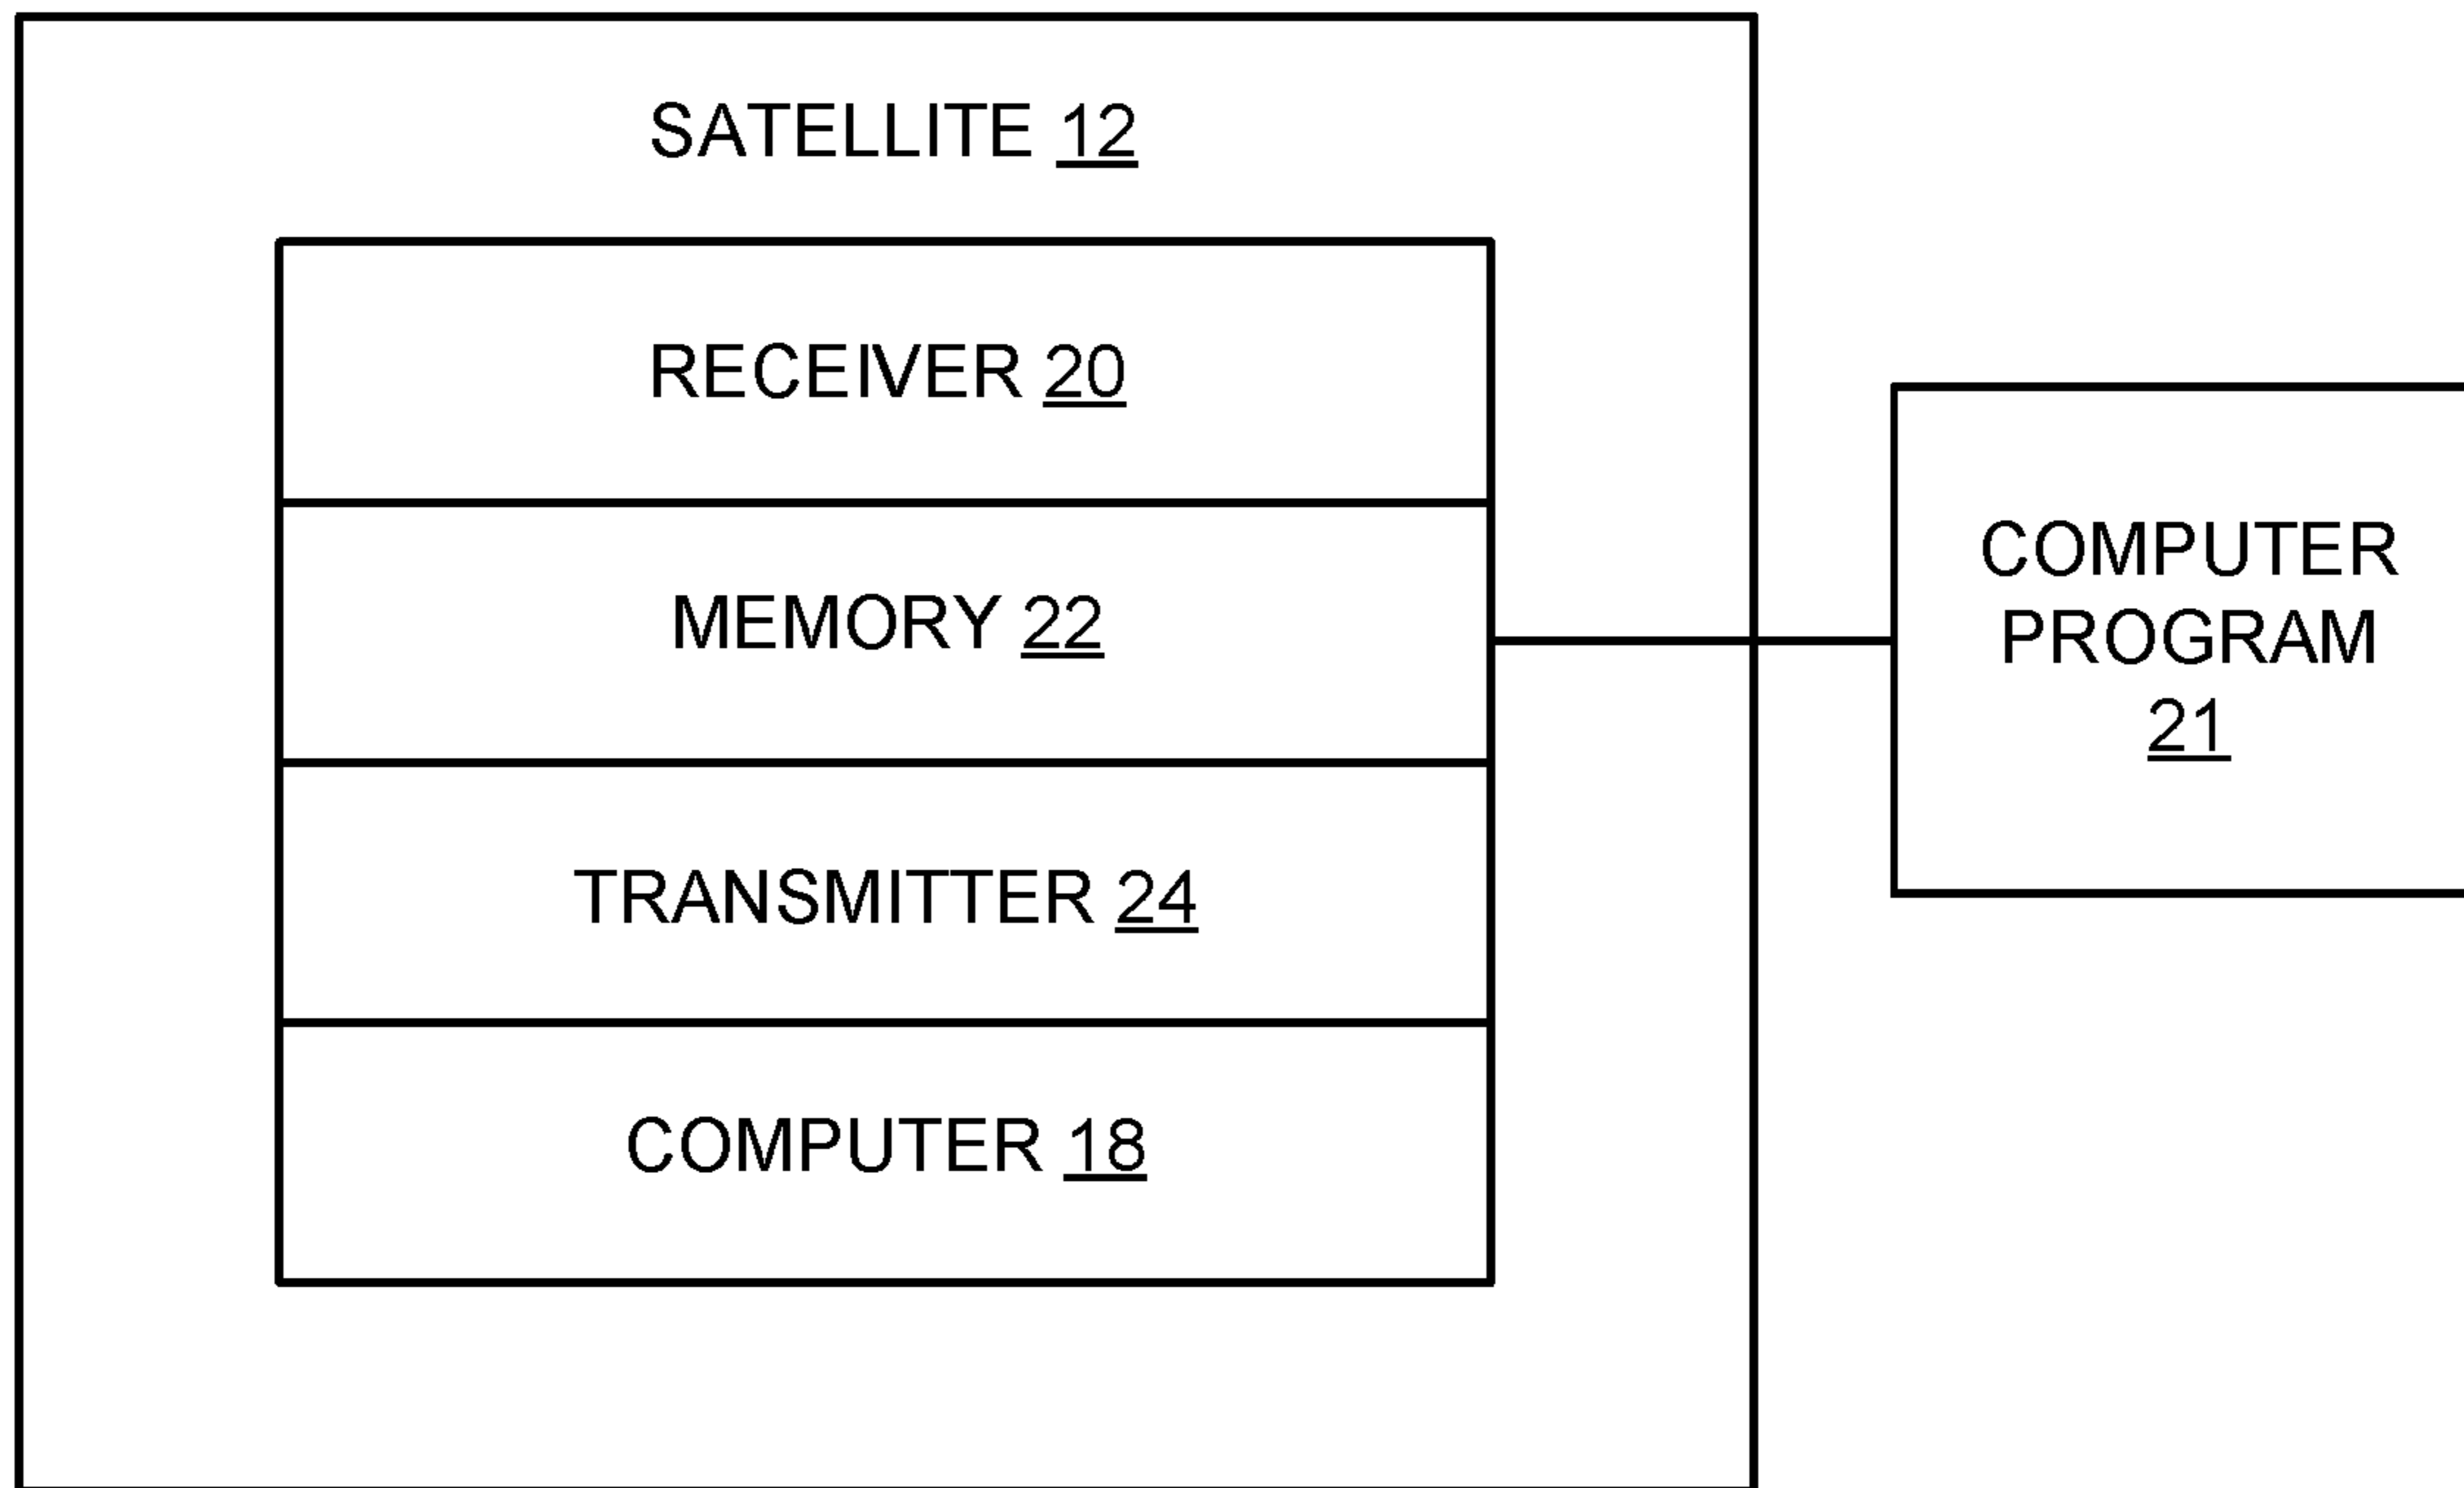 SATELLITE 12
RECEIVER 20
MEMORY 22
TRANSMITTER 24
COMPUTER 18
COMPUTER
PROGRAM
21